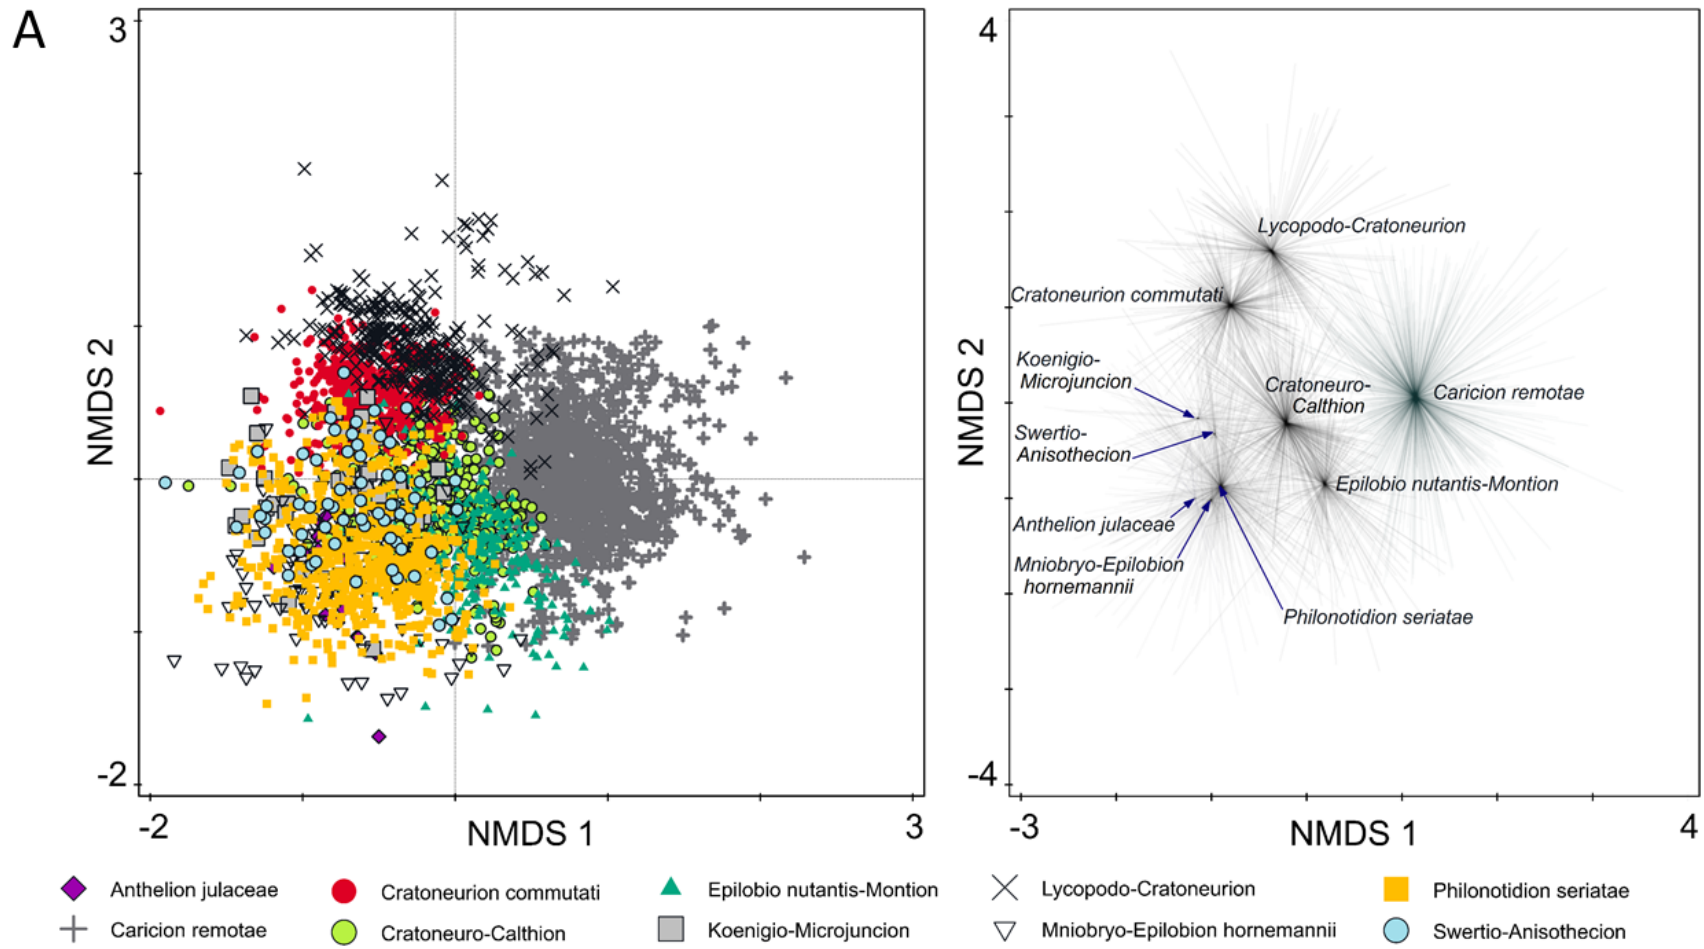 A
3
NMDS 2
-2
-2
NMDS 1
3
4
NMDS 2
-4
-3
NMDS 1
4
Lycopodo-Cratoneurion
Cratoneurion commutati
Koenigio-
Microjuncion
Cratoneuro-
Calthion
Caricion remotae
Swertio-
Anisothecion
Epilobio nutantis-Montion
Anthelion julaceae
Mniobryo-Epilobion
hornemannii
Philonotidion seriatae
Anthelion julaceae
Cratoneurion commutati
Epilobio nutantis-Montion
Lycopodo-Cratoneurion
Philonotidion seriatae
Caricion remotae
Cratoneuro-Calthion
Koenigio-Microjuncion
Mniobryo-Epilobion hornemannii
Swertio-Anisothecion